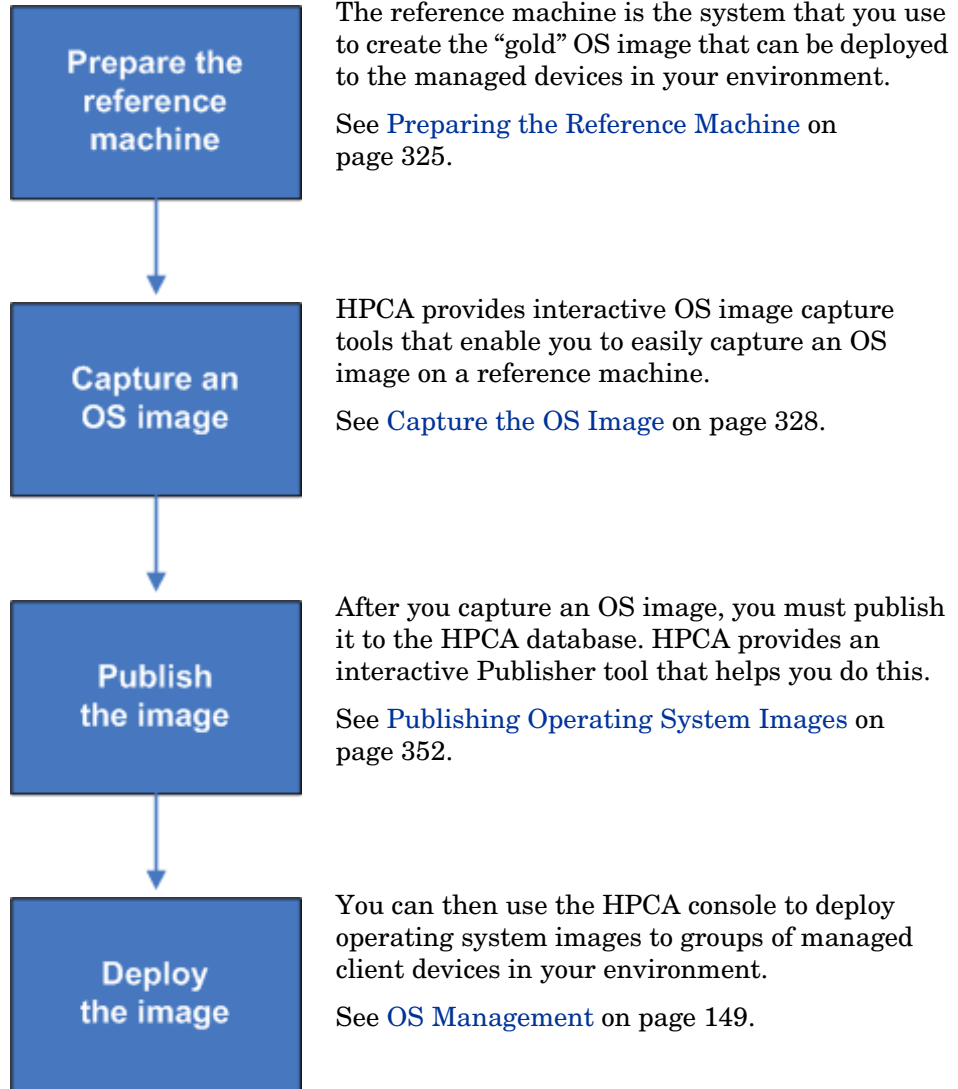 Prepare the
reference
machine
The reference machine is the system that you use
to create the “gold” OS image that can be deployed
to the managed devices in your environment.
See Preparing the Reference Machine on
page 325.
Capture an
OS image
HPCA provides interactive OS image capture
tools that enable you to easily capture an OS
image on a reference machine.
See Capture the OS Image on page 328.
Publish
the image
After you capture an OS image, you must publish
it to the HPCA database. HPCA provides an
interactive Publisher tool that helps you do this.
See Publishing Operating System Images on
page 352.
Deploy
the image
You can then use the HPCA console to deploy
operating system images to groups of managed
client devices in your environment.
See OS Management on page 149.